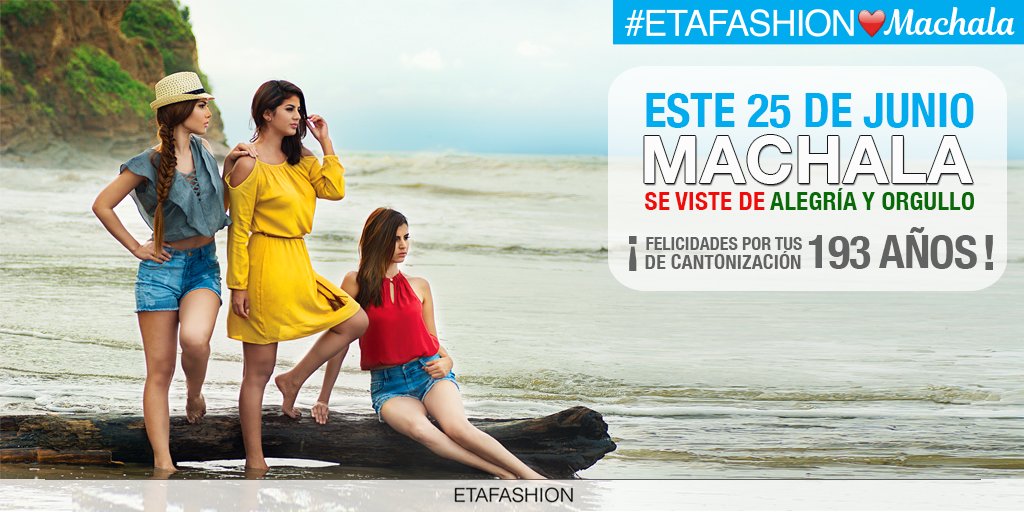 #ETAFASHION❤️Machala
ESTE 25 DE JUNIO
MACHALA
SE VISTE DE ALEGRÍA Y ORGULLO
¡ FELICIDADES POR TUS
DE CANTONIZACIÓN 193 AÑOS !
ETAFASHION